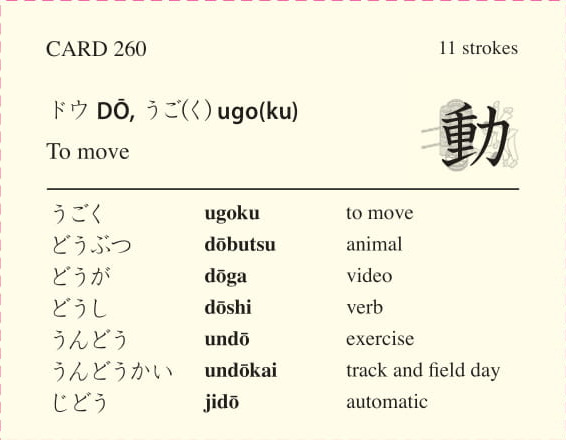 CARD 260 11 strokes
ドウ DŌ, うご(く) ugo(ku)
動
To move
うごく ugoku to move
どうぶつ dōbutsu animal
どうが dōga video
どうし dōshi verb
うんどう undō exercise
うんどうかい undōkai track and field day
じどう jidō automatic